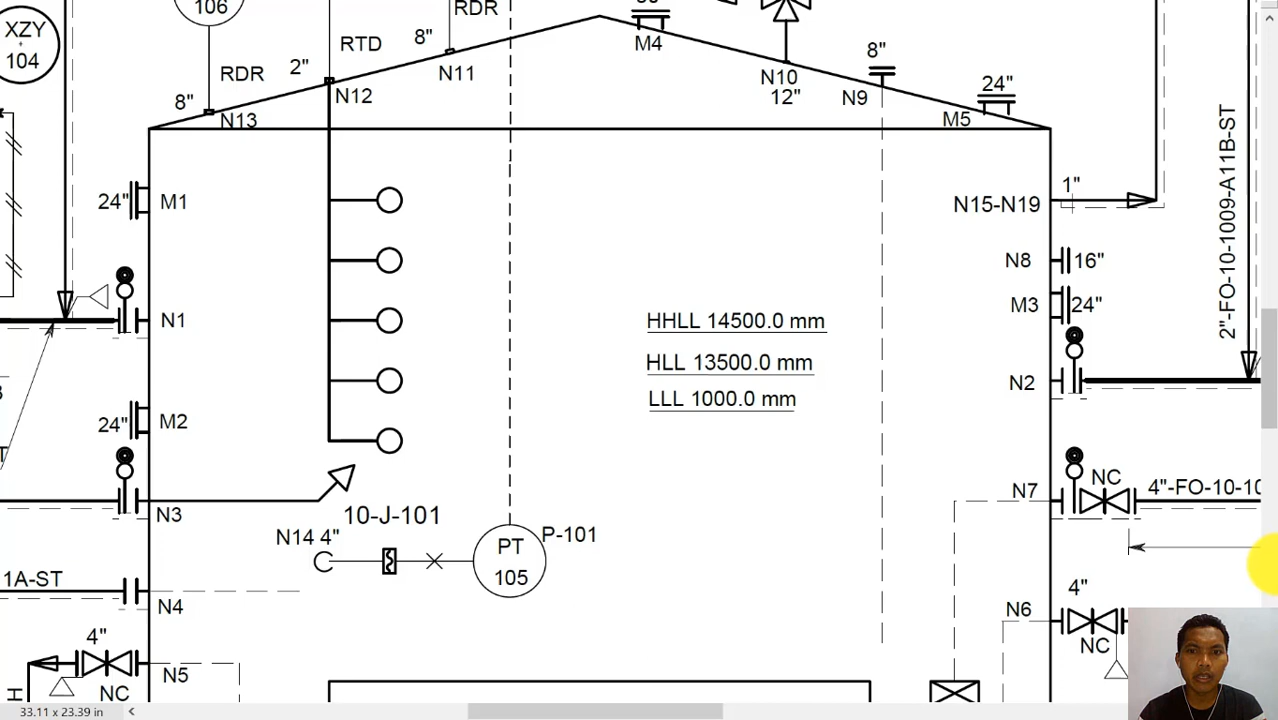 106
XZY
104
RDR
8"
RTD
2"
RDR
8"
N13
N12
N11
M4
N10
12"
8"
N9
24"
M5
24"
M1
N15-N19
1"
N8
16"
M3
24"
N1
HHLL 14500.0 mm
HLL 13500.0 mm
LLL 1000.0 mm
N2
2"-FO-10-1009-A11B-ST
24"
M2
N3
10-J-101
N14 4"
PT
105
P-101
N7
NC
4"-FO-10-10
1A-ST
N4
4"
N5
NC
H
N6
4"
NC
33.11 x 23.39 in